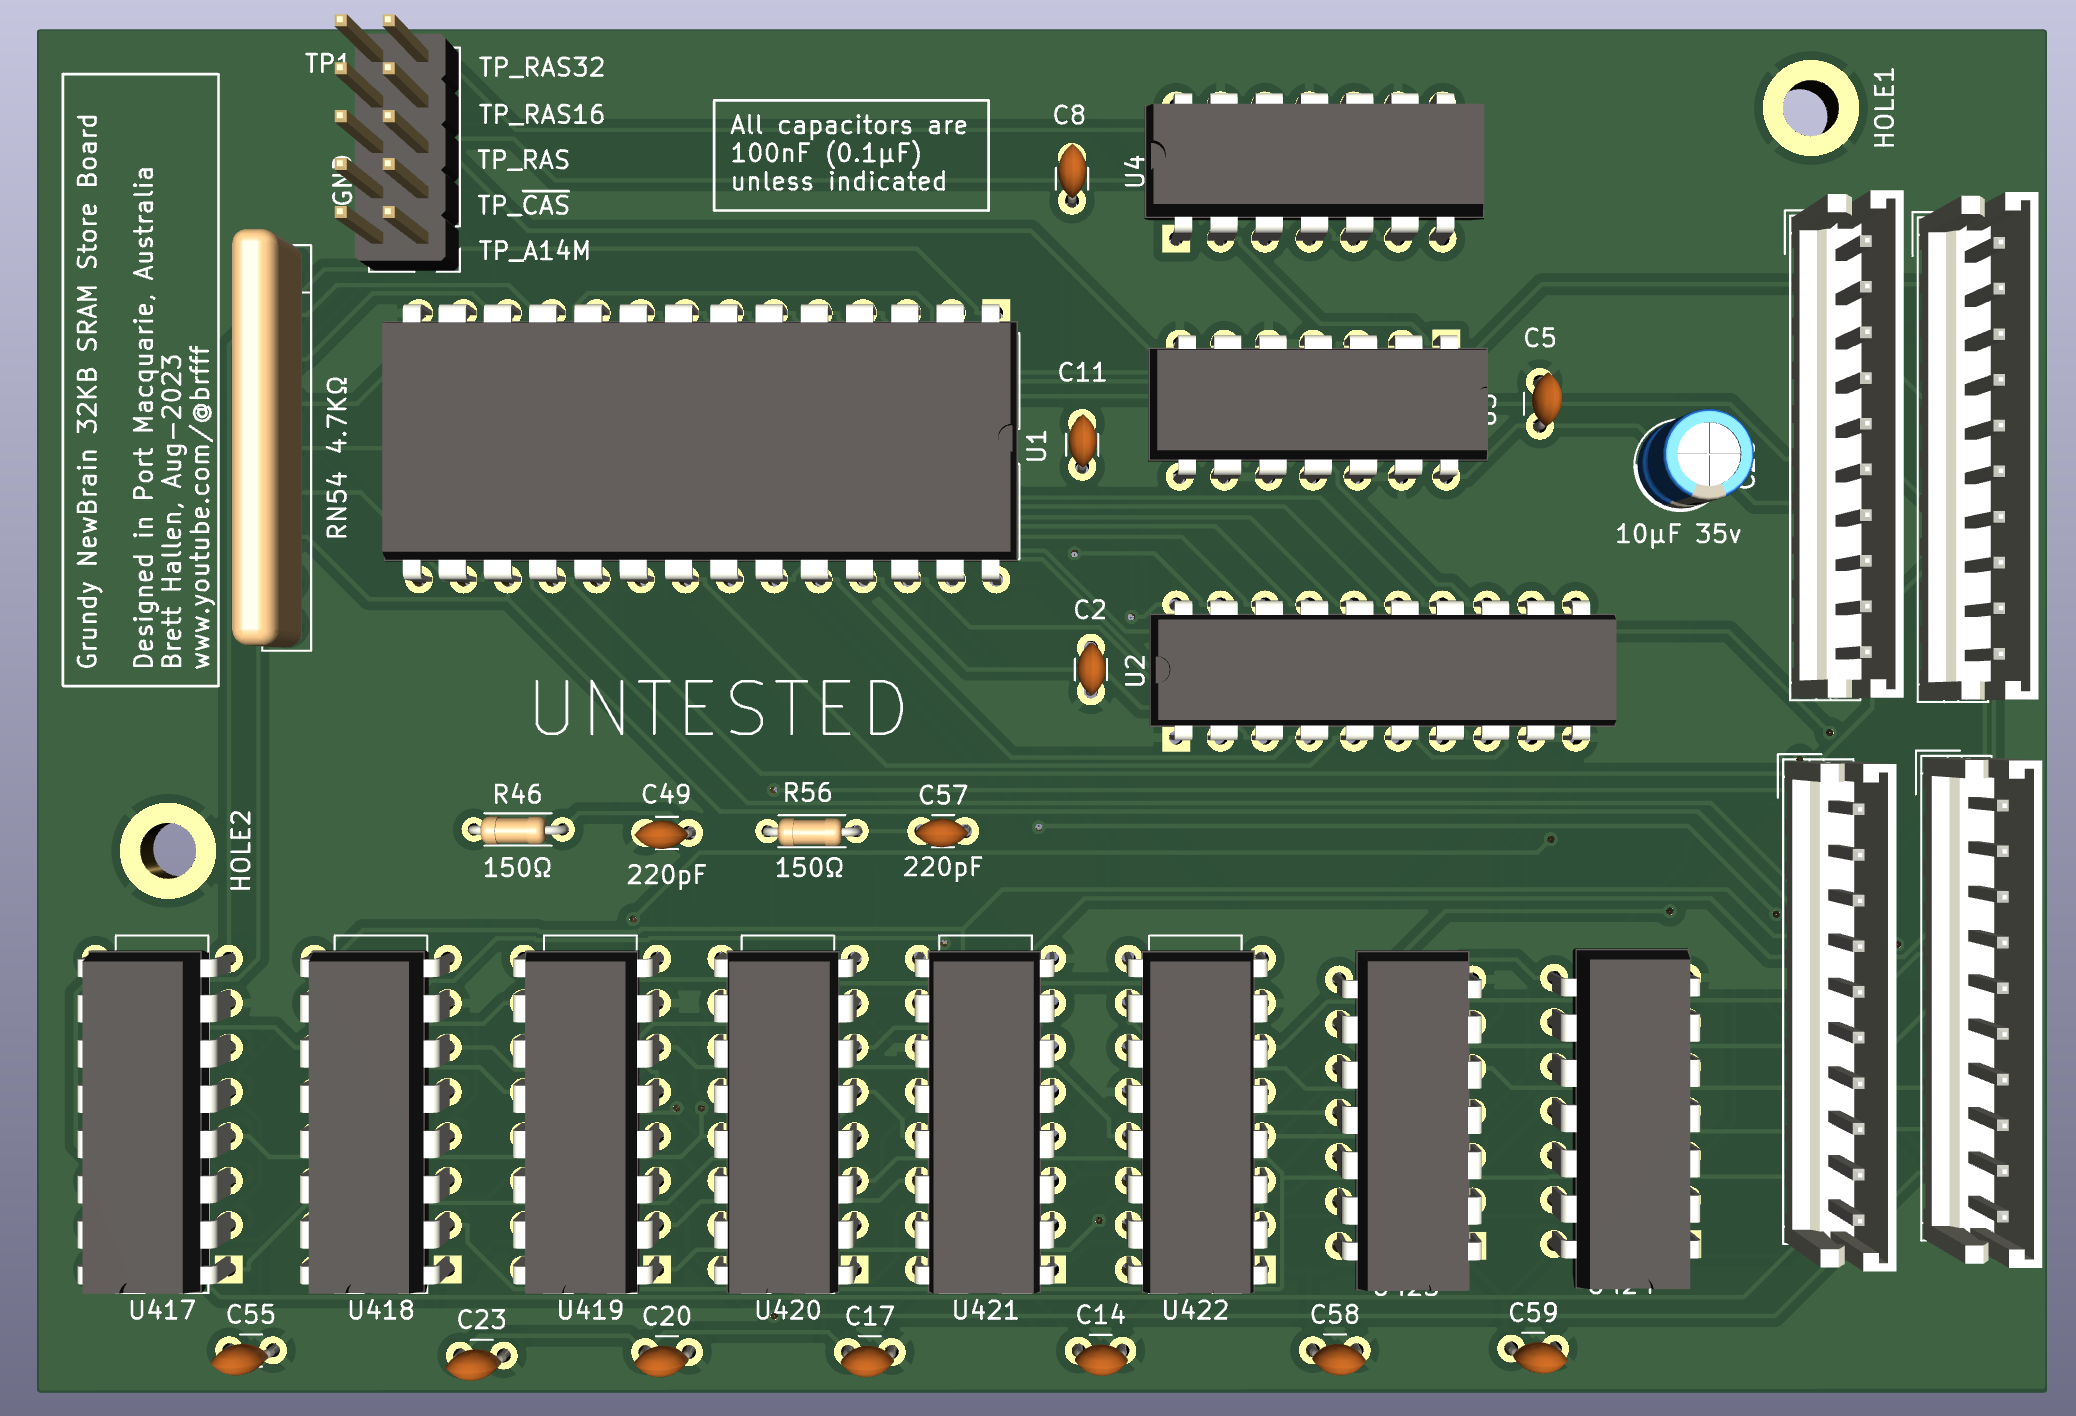 Grundy NewBrain 32KB SRAM Store Board
Designed in Port Macquarie, Australia
Brett Hallen, Aug-2023
www.youtube.com/@brfff
TP1
GND
TP_RAS32
TP_RAS16
TP_RAS
TP_CAS
TP_A14M
All capacitors are
100nF (0.1µF)
unless indicated
C8
U4
HOLE1
RN54 4.7KΩ
C11
U1
C5
10µF 35v
C2
U2
UNTESTED
HOLE2
R46
150Ω
C49
220pF
R56
150Ω
C57
220pF
U417
U418
U419
U420
U421
U422
C55
C23
C20
C17
C14
C58
C59